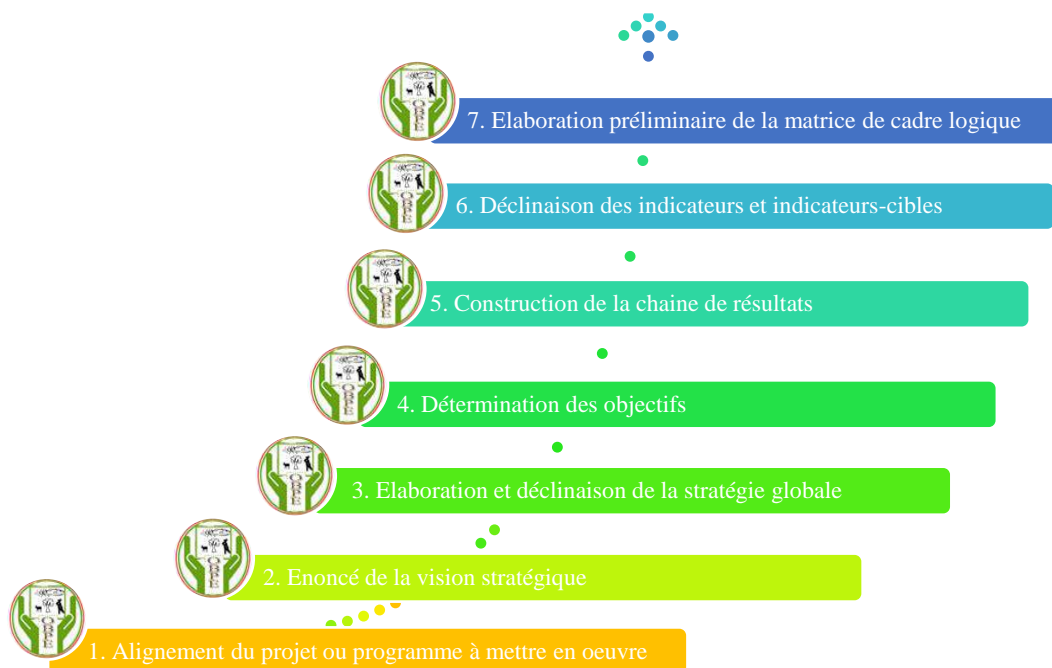 7. Elaboration préliminaire de la matrice de cadre logique
6. Déclinaison des indicateurs et indicateurs-cibles
5. Construction de la chaine de résultats
4. Détermination des objectifs
3. Elaboration et déclinaison de la stratégie globale
2. Enoncé de la vision stratégique
1. Alignement du projet ou programme à mettre en oeuvre